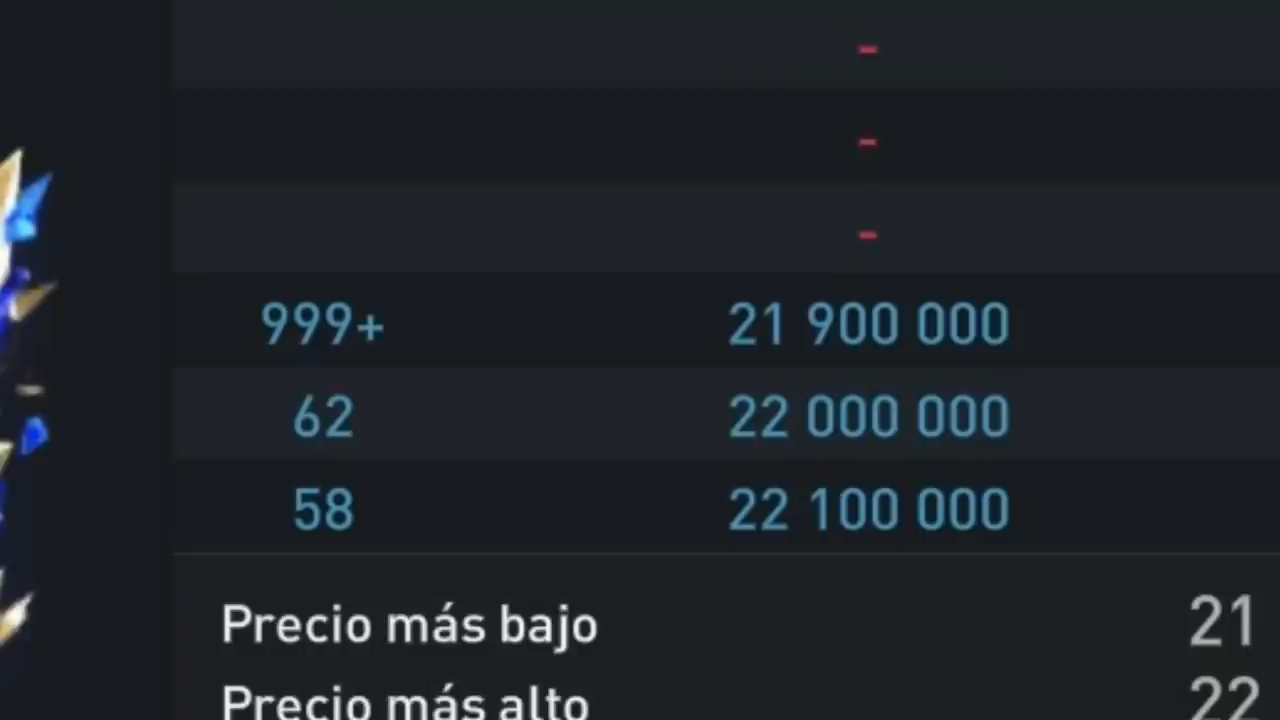 -
-
-
999+ 21 900 000
62 22 000 000
58 22 100 000
Precio más bajo 21
Precio más alto 22